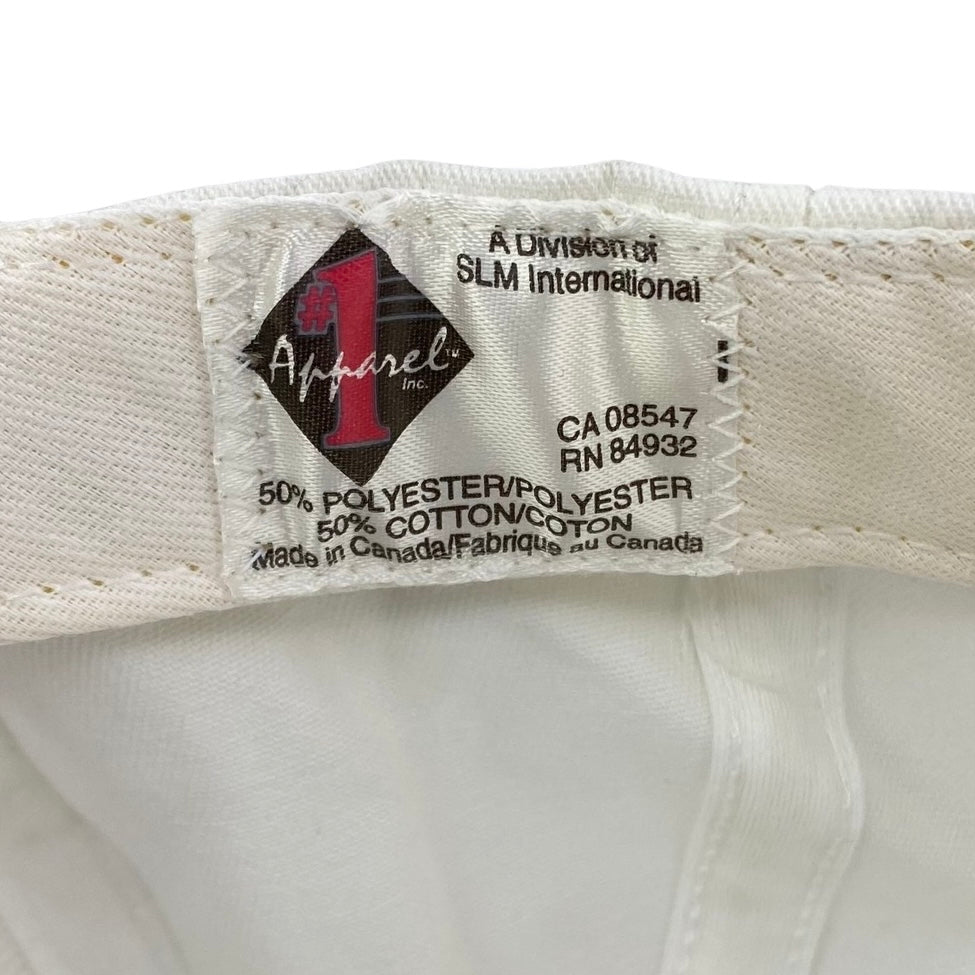 #1
Apparel™
Inc.
A Division of
SLM International
CA 08547
RN 84932
50% POLYESTER/POLYESTER
50% COTTON/COTON
Made in Canada/Fabriqué au Canada